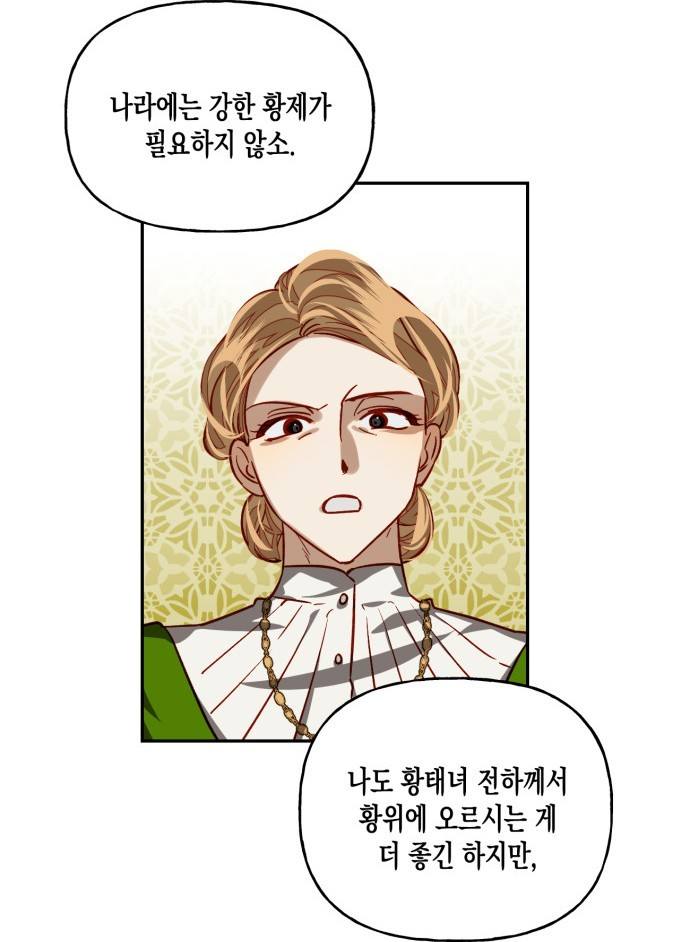 나라에는 강한 황제가
필요하지 않소.
나도 황태녀 전하께서
황위에 오르시는 게
더 좋긴 하지만,